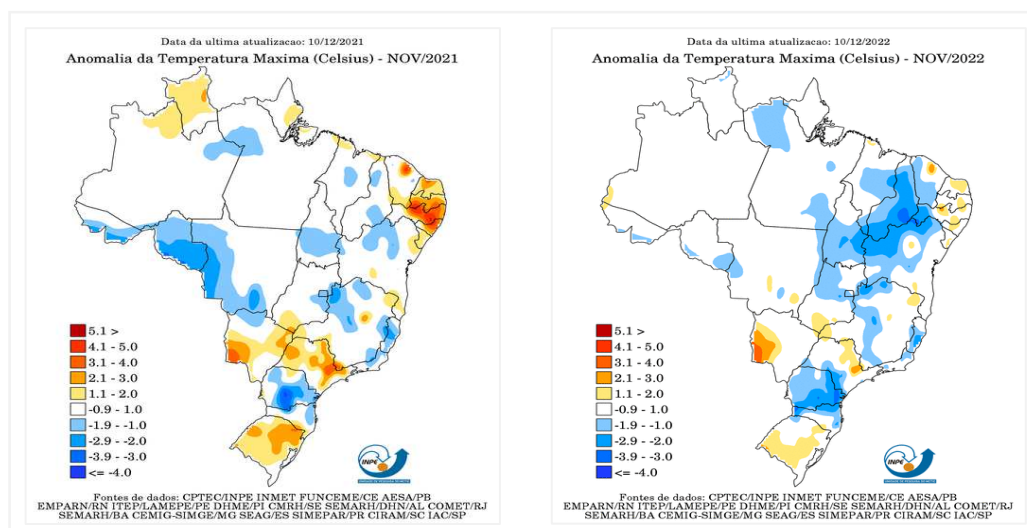 Data da ultima atualizacao: 10/12/2021
Anomalia da Temperatura Maxima (Celsius) - NOV/2021
5.1 >
4.1 - 5.0
3.1 - 4.0
2.1 - 3.0
1.1 - 2.0
-0.9 - 1.0
-1.9 - -1.0
-2.9 - -2.0
-3.9 - -3.0
<= -4.0
INPE
Fontes de dados: CPTEC/INPE INMET FUNCEME/CE AESA/PB
EMPARN/RN ITEP/LAMEPE/PE DHME/PI CMRH/SE SEMARH/DHN/AL COMET/RJ
SEMARH/BA CEMIG-SIMGE/MG SEAG/ES SIMEPAR/PR CIRAM/SC IAC/SP
Data da ultima atualizacao: 10/12/2022
Anomalia da Temperatura Maxima (Celsius) - NOV/2022
5.1 >
4.1 - 5.0
3.1 - 4.0
2.1 - 3.0
1.1 - 2.0
-0.9 - 1.0
-1.9 - -1.0
-2.9 - -2.0
-3.9 - -3.0
<= -4.0
INPE
Fontes de dados: CPTEC/INPE INMET FUNCEME/CE AESA/PB
EMPARN/RN ITEP/LAMEPE/PE DHME/PI CMRH/SE SEMARH/DHN/AL COMET/RJ
SEMARH/BA CEMIG-SIMGE/MG SEAG/ES SIMEPAR/PR CIRAM/SC IAC/SP